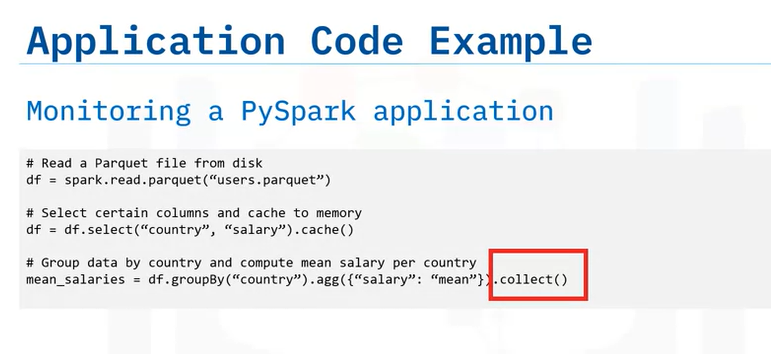 Application Code Example
Monitoring a PySpark application
# Read a Parquet file from disk
df = spark.read.parquet(“users.parquet”)
# Select certain columns and cache to memory
df = df.select(“country”, “salary”).cache()
# Group data by country and compute mean salary per country
mean_salaries = df.groupBy(“country”).agg({“salary”: “mean”}).collect()